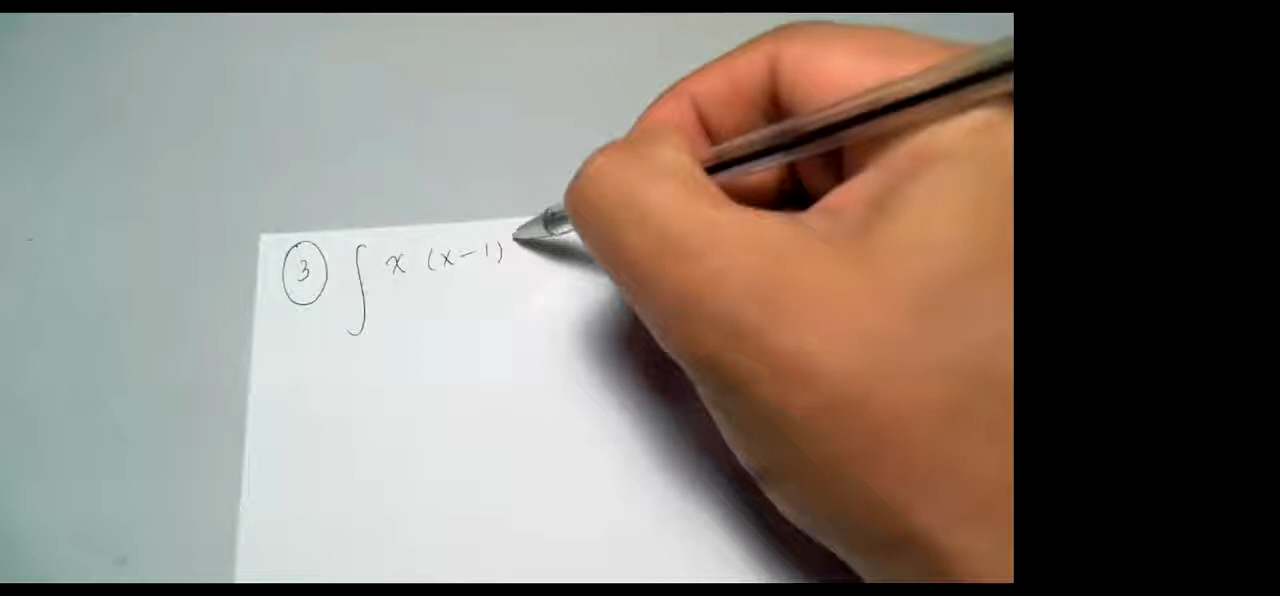 ③ ∫ x (x-1)